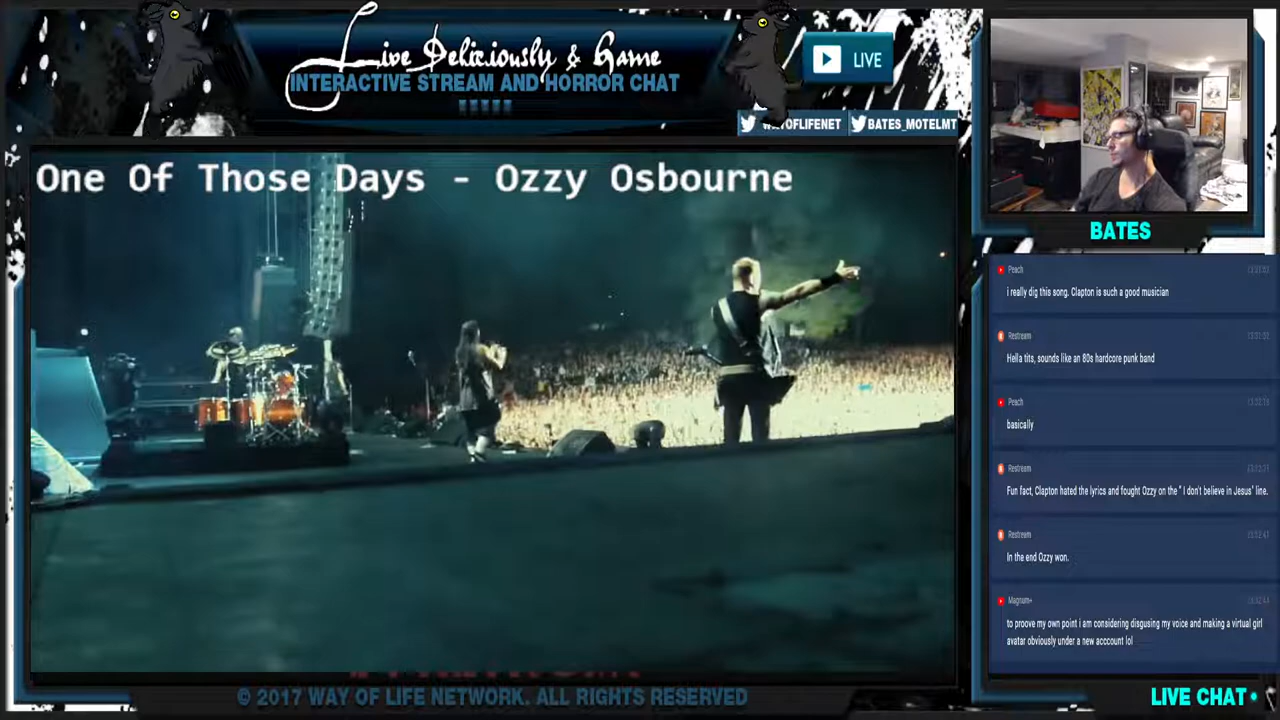 Live Deliciously & Game
INTERACTIVE STREAM AND HORROR CHAT
LIVE
BATES_MOTELMT
One Of Those Days - Ozzy Osbourne
BATES
Peach
i really dig this song. Clapton is such a good musician
Restream
Hella tits, sounds like an 80s hardcore punk band
Peach
basically
Restream
Fun fact, Clapton hated the lyrics and fought Ozzy on the " I don't believe in Jesus" line.
Restream
In the end Ozzy won.
Magnum+
to proove my own point i am considering disgusing my voice and making a virtual girl
avatar obviously under a new acccount lol
© 2017 WAY OF LIFE NETWORK. ALL RIGHTS RESERVED
LIVE CHAT